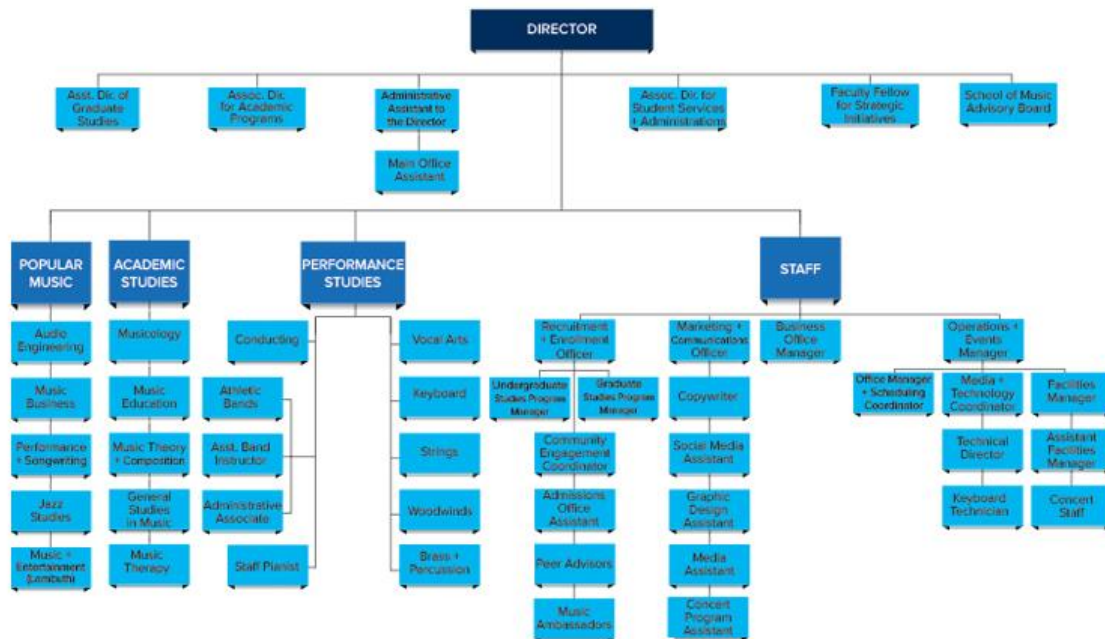 DIRECTOR
Asst. Dir. of
Graduate
Studies
Assoc. Dir.
for Academic
Programs
Administrative
Assistant to
the Director
Main Office
Assistant
Assoc. Dir. for
Student Services
+ Administrations
Faculty Fellow
for Strategic
Initiatives
School of Music
Advisory Board
POPULAR
MUSIC
Audio
Engineering
Music
Business
Performance
+ Songwriting
Jazz
Studies
Music +
Entertainment
(Lambuth)
ACADEMIC
STUDIES
Musicology
Music
Education
Music Theory
+ Composition
General
Studies
in Music
Music
Therapy
PERFORMANCE
STUDIES
Conducting
Athletic
Bands
Asst. Band
Instructor
Administrative
Associate
Staff Pianist
Vocal Arts
Keyboard
Strings
Woodwinds
Brass +
Percussion
STAFF
Recruitment
+ Enrollment
Officer
Undergraduate
Studies Program
Manager
Graduate
Studies Program
Manager
Community
Engagement
Coordinator
Admissions
Office
Assistant
Peer Advisors
Music
Ambassadors
Marketing +
Communications
Officer
Copywriter
Social Media
Assistant
Graphic
Design
Assistant
Media
Assistant
Concert
Program
Assistant
Business
Office
Manager
Operations +
Events
Manager
Office Manager
+ Scheduling
Coordinator
Media +
Technology
Coordinator
Technical
Director
Keyboard
Technician
Facilities
Manager
Assistant
Facilities
Manager
Concert
Staff